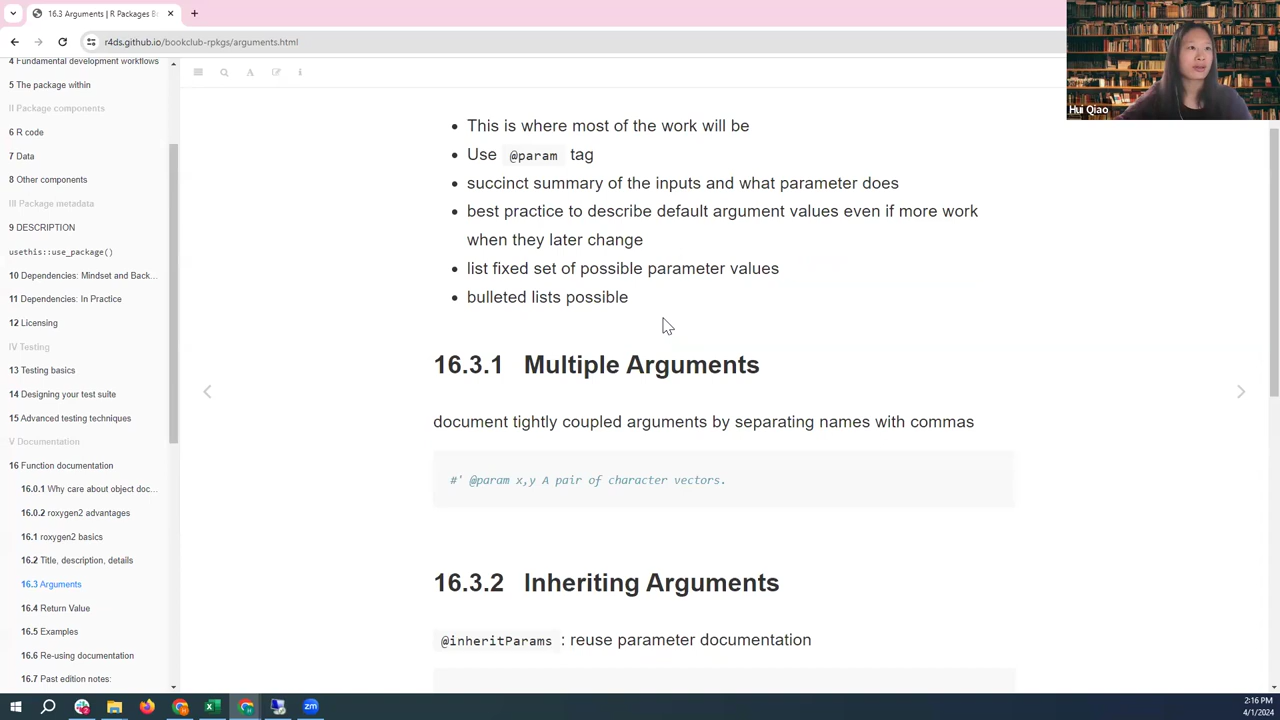 16.3 Arguments | R Packages Bo
r4ds.github.io/bookclub-rpkgs/arguments.html
Hui Qiao
4 Fundamental development workflows
5 The package within
II Package components
6 R code
7 Data
8 Other components
III Package metadata
9 DESCRIPTION
usethis::use_package()
10 Dependencies: Mindset and Back...
11 Dependencies: In Practice
12 Licensing
IV Testing
13 Testing basics
14 Designing your test suite
15 Advanced testing techniques
V Documentation
16 Function documentation
16.0.1 Why care about object doc...
16.0.2 roxygen2 advantages
16.1 roxygen2 basics
16.2 Title, description, details
16.3 Arguments
16.4 Return Value
16.5 Examples
16.6 Re-using documentation
16.7 Past edition notes:
• This is where most of the work will be
• Use @param tag
• succinct summary of the inputs and what parameter does
• best practice to describe default argument values even if more work
when they later change
• list fixed set of possible parameter values
• bulleted lists possible
16.3.1 Multiple Arguments
document tightly coupled arguments by separating names with commas
#' @param x,y A pair of character vectors.
16.3.2 Inheriting Arguments
@inheritParams : reuse parameter documentation
2:16 PM
4/1/2024